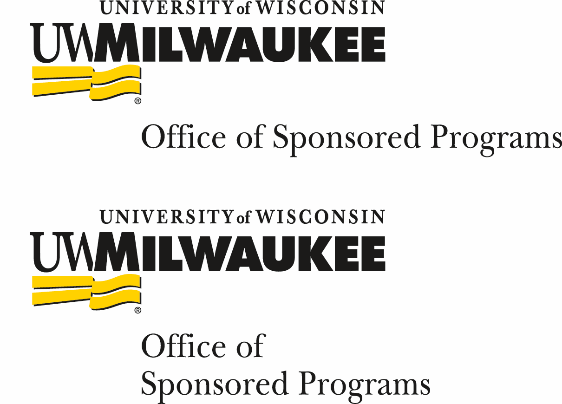 UNIVERSITY of WISCONSIN
UWMILWAUKEE
®
Office of Sponsored Programs
UNIVERSITY of WISCONSIN
UWMILWAUKEE
®
Office of
Sponsored Programs